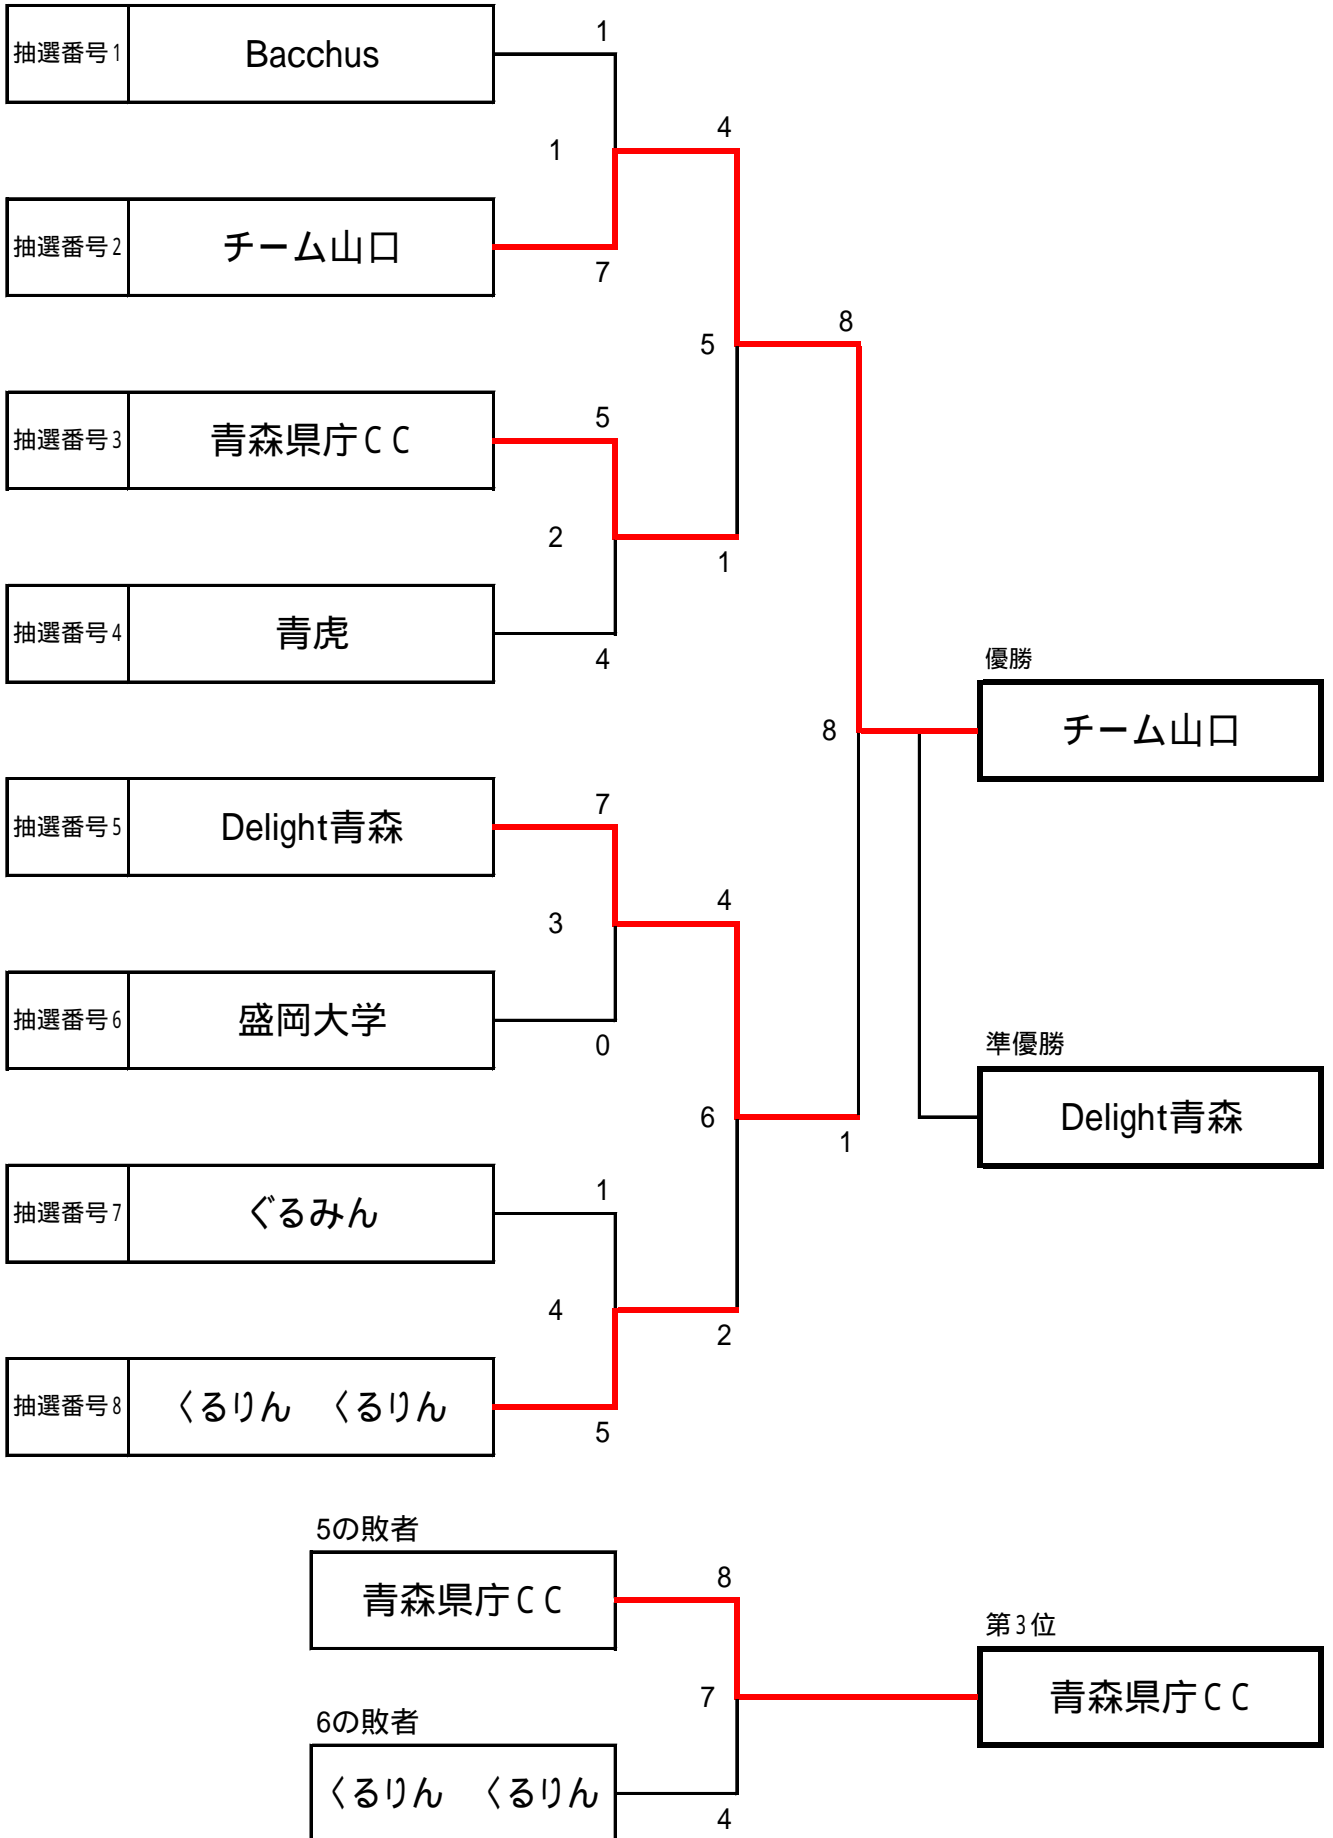 1
抽選番号1 Bacchus
4
1
抽選番号2 チーム山口
7
8
5
5
抽選番号3 青森県庁CC
2
1
抽選番号4 青虎
4
優勝
8 チーム山口
7
抽選番号5 Delight青森
4
3
抽選番号6 盛岡大学
0
準優勝
6 Delight青森
1
1
抽選番号7 ぐるみん
4
2
抽選番号8 くるりん　くるりん
5
5の敗者
8
青森県庁CC
第3位
7 青森県庁CC
6の敗者
くるりん　くるりん
4